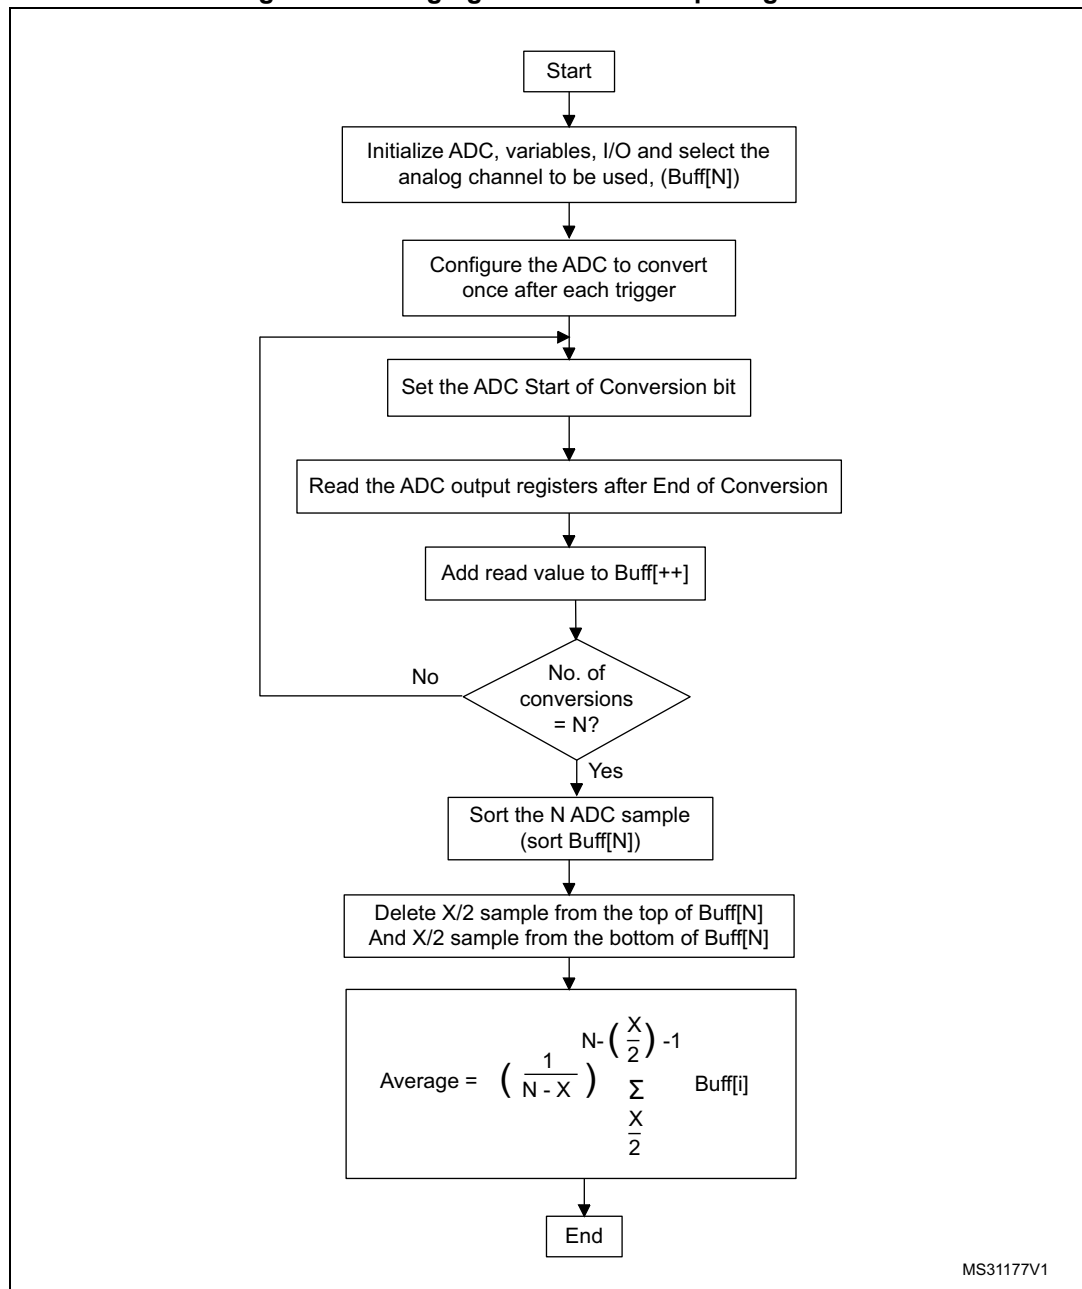 Start
Initialize ADC, variables, I/O and select the
analog channel to be used, (Buff[N])
Configure the ADC to convert
once after each trigger
Set the ADC Start of Conversion bit
Read the ADC output registers after End of Conversion
Add read value to Buff[++]
No
No. of
conversions
= N?
Yes
Sort the N ADC sample
(sort Buff[N])
Delete X/2 sample from the top of Buff[N]
And X/2 sample from the bottom of Buff[N]
N-(X/2) -1
Average = (1/(N - X)) Σ Buff[i]
X/2
End
MS31177V1